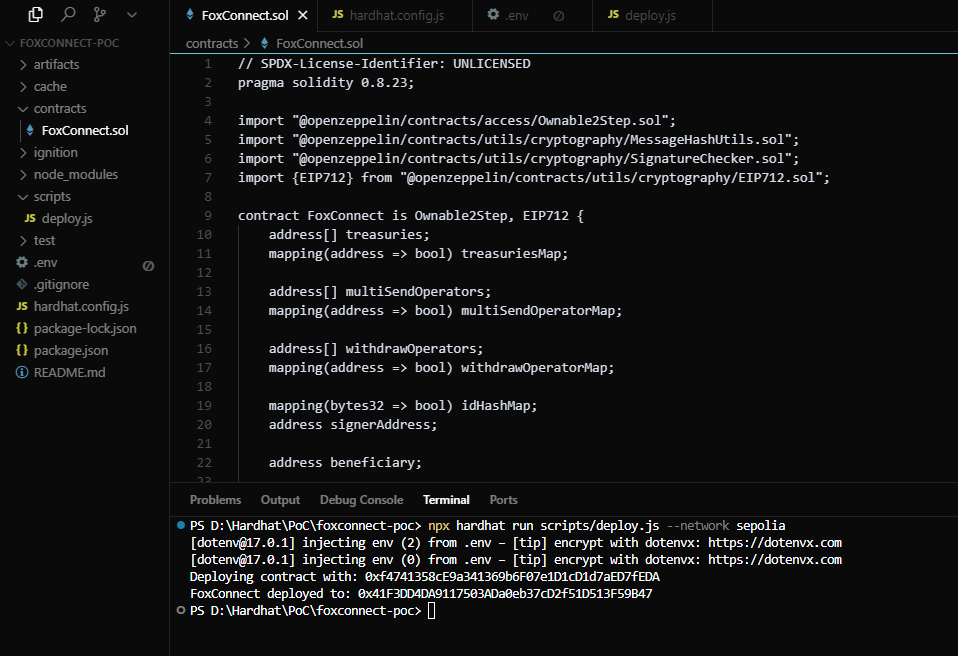 FoxConnect.sol
JS hardhat.config.js
.env
JS deploy.js
FOXCONNECT-POC
artifacts
cache
contracts
FoxConnect.sol
ignition
node_modules
scripts
JS deploy.js
test
.env
.gitignore
JS hardhat.config.js
{} package-lock.json
{} package.json
README.md
contracts > FoxConnect.sol
1 // SPDX-License-Identifier: UNLICENSED
2 pragma solidity 0.8.23;
3
4 import "@openzeppelin/contracts/access/Ownable2Step.sol";
5 import "@openzeppelin/contracts/utils/cryptography/MessageHashUtils.sol";
6 import "@openzeppelin/contracts/utils/cryptography/SignatureChecker.sol";
7 import {EIP712} from "@openzeppelin/contracts/utils/cryptography/EIP712.sol";
8
9 contract FoxConnect is Ownable2Step, EIP712 {
10 address[] treasuries;
11 mapping(address => bool) treasuriesMap;
12
13 address[] multiSendOperators;
14 mapping(address => bool) multiSendOperatorMap;
15
16 address[] withdrawOperators;
17 mapping(address => bool) withdrawOperatorMap;
18
19 mapping(bytes32 => bool) idHashMap;
20 address signerAddress;
21
22 address beneficiary;
23
Problems Output Debug Console Terminal Ports
PS D:\Hardhat\PoC\foxconnect-poc> npx hardhat run scripts/deploy.js --network sepolia
[dotenv@17.0.1] injecting env (2) from .env – [tip] encrypt with dotenvx: https://dotenvx.com
[dotenv@17.0.1] injecting env (0) from .env – [tip] encrypt with dotenvx: https://dotenvx.com
Deploying contract with: 0xf4741358cE9a341369b6F07e1D1cD1d7aED7fEDA
FoxConnect deployed to: 0x41F3DD4DA9117503ADa0eb37cD2f51D513F59B47
PS D:\Hardhat\PoC\foxconnect-poc>